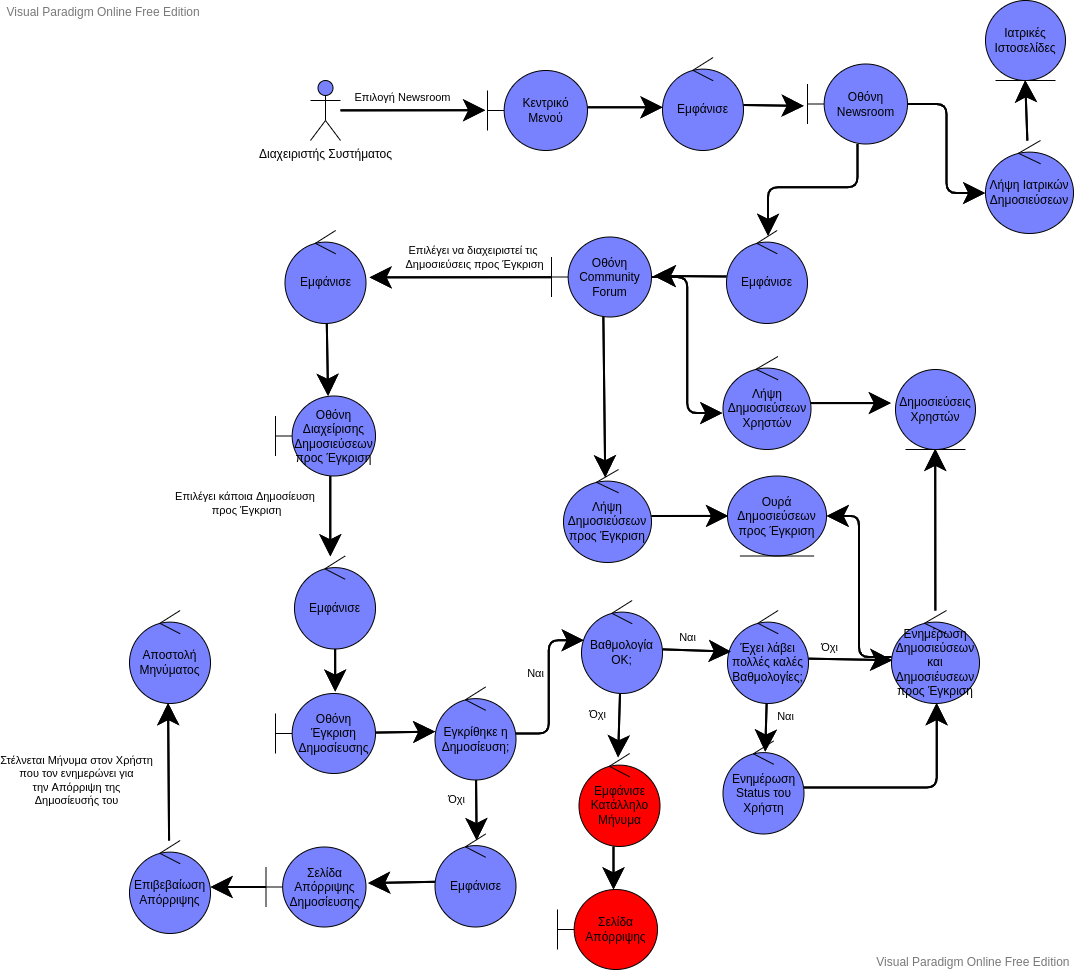 Visual Paradigm Online Free Edition
Ιατρικές
Ιστοσελίδες
Επιλογή Newsroom
Κεντρικό
Μενού
Εμφάνισε
Οθόνη
Newsroom
Διαχειριστής Συστήματος
Λήψη Ιατρικών
Δημοσιεύσεων
Εμφάνισε
Επιλέγει να διαχειριστεί τις
Δημοσιεύσεις προς Έγκριση
Οθόνη
Community
Forum
Εμφάνισε
Οθόνη
Διαχείρισης
Δημοσιεύσεων
προς Έγκριση
Λήψη
Δημοσιεύσεων
Χρηστών
Δημοσιεύσεις
Χρηστών
Επιλέγει κάποια Δημοσίευση
προς Έγκριση
Λήψη
Δημοσιεύσεων
προς Έγκριση
Ουρά
Δημοσιεύσεων
προς Έγκριση
Εμφάνισε
Αποστολή
Μηνύματος
Βαθμολογία
ΟΚ;
Ναι
Έχει λάβει
πολλές καλές
Βαθμολογίες;
Όχι
Ενημέρωση
Δημοσιεύσεων
και
Δημοσιέυσεων
προς Έγκριση
Ναι
Οθόνη
Έγκριση
Δημοσίευσης
Εγκρίθηκε η
Δημοσίευση;
Όχι
Ναι
Στέλνεται Μήνυμα στον Χρήστη
που τον ενημερώνει για
την Απόρριψη της
Δημοσίευσής του
Όχι
Εμφάνισε
Κατάλληλο
Μήνυμα
Ενημέρωση
Status του
Χρήστη
Επιβεβαίωση
Απόρριψης
Σελίδα
Απόρριψης
Δημοσίευσης
Εμφάνισε
Σελίδα
Απόρριψης
Visual Paradigm Online Free Edition